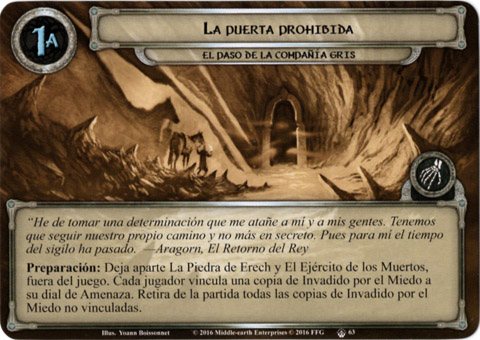 1A
La puerta prohibida
El paso de la Compañía Gris
“He de tomar una determinación que me atañe a mí y a mis gentes. Tenemos
que seguir nuestro propio camino y no más en secreto. Pues para mí el tiempo
del sigilo ha pasado. —Aragorn, El Retorno del Rey
Preparación: Deja aparte La Piedra de Erech y El Ejército de los Muertos,
fuera del juego. Cada jugador vincula una copia de Invadido por el Miedo a
su dial de Amenaza. Retira de la partida todas las copias de Invadido por el
Miedo no vinculadas.
Illus. Yoann Boissonnet © 2016 Middle-earth Enterprises © 2016 FFG 63